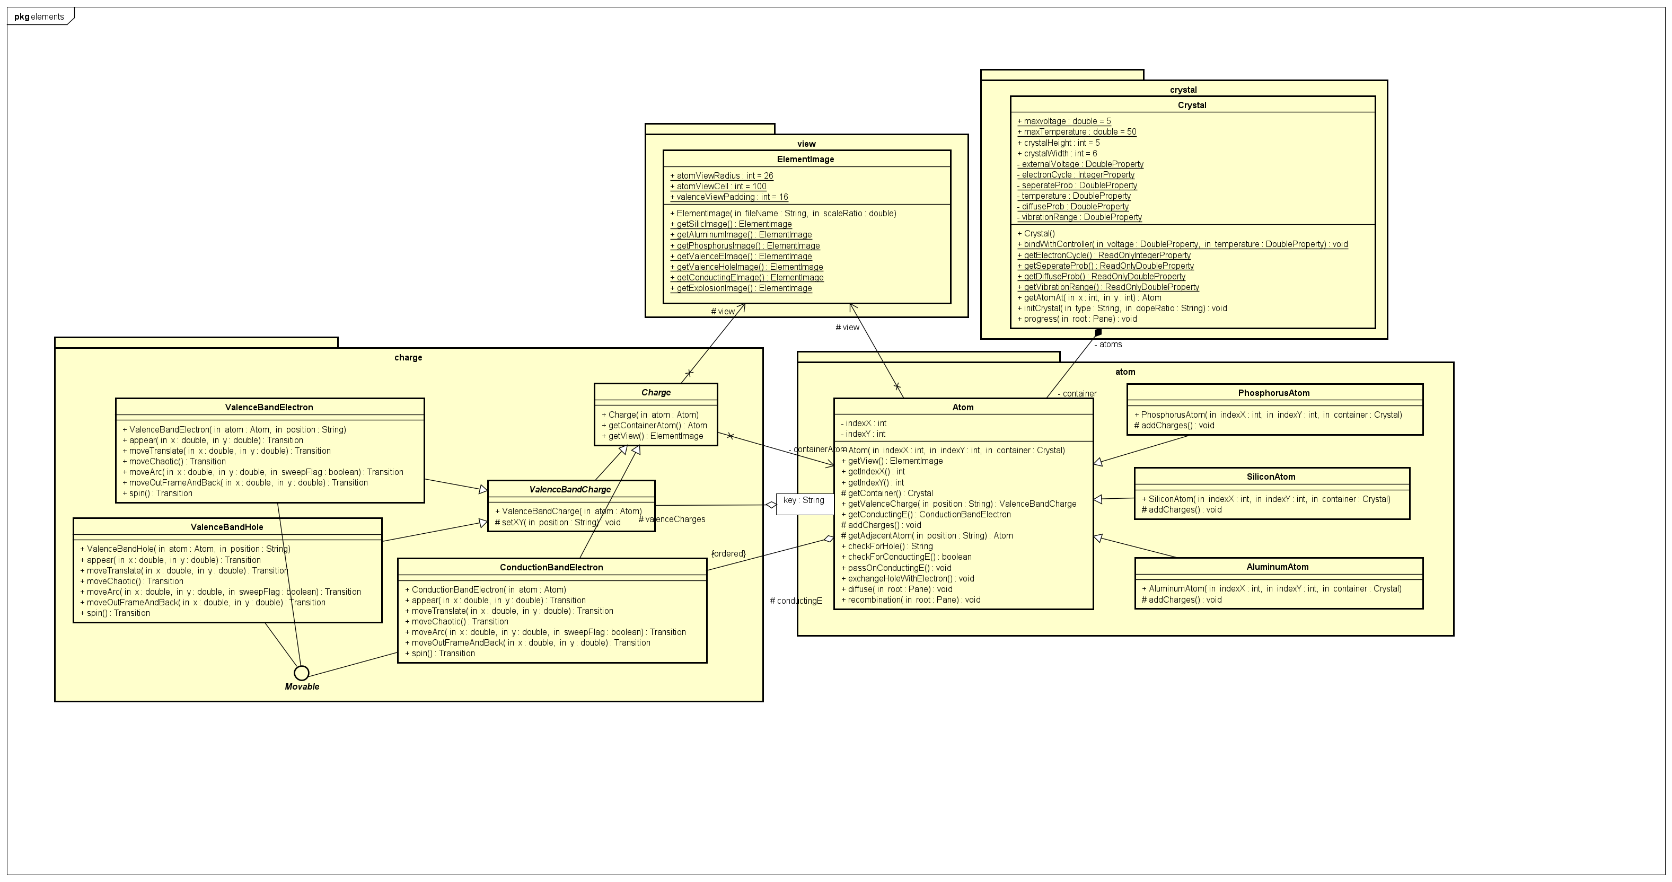 pkg elements
crystal
Crystal
+ maxvoltage : double = 5
+ maxTemperature : double = 50
+ crystalHeight : int = 5
+ crystalWidth : int = 6
- externalVoltage : DoubleProperty
- electronCycle : IntegerProperty
- seperateProb : DoubleProperty
- temperature : DoubleProperty
- diffuseProb : DoubleProperty
- vibrationRange : DoubleProperty
+ Crystal()
+ bindWithController( in voltage : DoubleProperty, in temperature : DoubleProperty) : void
+ getElectronCycle() : ReadOnlyIntegerProperty
+ getSeperateProb() : ReadOnlyDoubleProperty
+ getDiffuseProb() : ReadOnlyDoubleProperty
+ getVibrationRange() : ReadOnlyDoubleProperty
+ getAtomAt( in x : int, in y : int) : Atom
+ initCrystal( in type : String, in dopeRatio : String) : void
+ progress( in root : Pane) : void
view
ElementImage
+ atomViewRadius : int = 26
+ atomViewCell : int = 100
+ valenceViewPadding : int = 16
+ ElementImage( in fileName : String, in scaleRatio : double)
+ getSilicImage() : ElementImage
+ getAluminumImage() : ElementImage
+ getPhosphorusImage() : ElementImage
+ getValenceEImage() : ElementImage
+ getValenceHoleImage() : ElementImage
+ getConductingEImage() : ElementImage
+ getExplosionImage() : ElementImage
# view
# view
- atoms
- container
charge
Charge
+ Charge( in atom : Atom)
+ getContainerAtom() : Atom
+ getView() : ElementImage
- containerAtom
ValenceBandElectron
+ ValenceBandElectron( in atom : Atom, in position : String)
+ appear( in x : double, in y : double) : Transition
+ moveTranslate( in x : double, in y : double) : Transition
+ moveChaotic() : Transition
+ moveArc( in x : double, in y : double, in sweepFlag : boolean) : Transition
+ moveOutFrameAndBack( in x : double, in y : double) : Transition
+ spin() : Transition
ValenceBandCharge
+ ValenceBandCharge( in atom : Atom)
# setXY( in position : String) : void
# valenceCharges
key : String
ValenceBandHole
+ ValenceBandHole( in atom : Atom, in position : String)
+ appear( in x : double, in y : double) : Transition
+ moveTranslate( in x : double, in y : double) : Transition
+ moveChaotic() : Transition
+ moveArc( in x : double, in y : double, in sweepFlag : boolean) : Transition
+ moveOutFrameAndBack( in x : double, in y : double) : Transition
+ spin() : Transition
{ordered}
# conductingE
ConductionBandElectron
+ ConductionBandElectron( in atom : Atom)
+ appear( in x : double, in y : double) : Transition
+ moveTranslate( in x : double, in y : double) : Transition
+ moveChaotic() : Transition
+ moveArc( in x : double, in y : double, in sweepFlag : boolean) : Transition
+ moveOutFrameAndBack( in x : double, in y : double) : Transition
+ spin() : Transition
Movable
atom
Atom
- indexX : int
- indexY : int
+ Atom( in indexX : int, in indexY : int, in container : Crystal)
+ getView() : ElementImage
+ getIndexX() : int
+ getIndexY() : int
# getContainer() : Crystal
+ getValenceCharge( in position : String) : ValenceBandCharge
+ getConductingE() : ConductionBandElectron
# addCharges() : void
# getAdjacentAtom( in position : String) : Atom
+ checkForHole() : String
+ checkForConductingE() : boolean
+ passOnConductingE() : void
+ exchangeHoleWithElectron() : void
+ diffuse( in root : Pane) : void
+ recombination( in root : Pane) : void
PhosphorusAtom
+ PhosphorusAtom( in indexX : int, in indexY : int, in container : Crystal)
# addCharges() : void
SiliconAtom
+ SiliconAtom( in indexX : int, in indexY : int, in container : Crystal)
# addCharges() : void
AluminumAtom
+ AluminumAtom( in indexX : int, in indexY : int, in container : Crystal)
# addCharges() : void